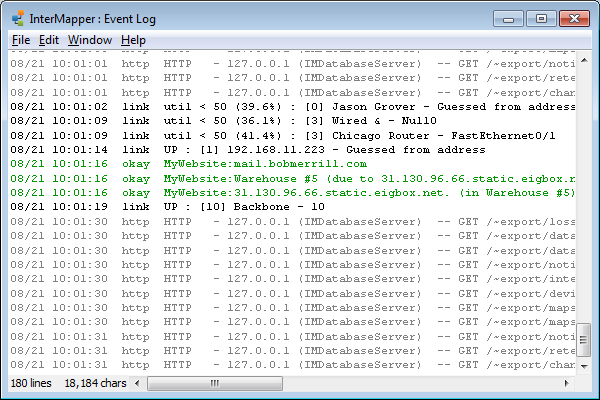 InterMapper : Event Log
File Edit Window Help
08/21 10:01:01 http HTTP - 127.0.0.1 (IMDatabaseServer) -- GET /~export/maps
08/21 10:01:01 http HTTP - 127.0.0.1 (IMDatabaseServer) -- GET /~export/noti
08/21 10:01:01 http HTTP - 127.0.0.1 (IMDatabaseServer) -- GET /~export/rete
08/21 10:01:01 http HTTP - 127.0.0.1 (IMDatabaseServer) -- GET /~export/chan
08/21 10:01:02 link util < 50 (39.6%) : [0] Jason Grover - Guessed from address
08/21 10:01:09 link util < 50 (36.1%) : [3] Wired & - Null0
08/21 10:01:09 link util < 50 (41.4%) : [3] Chicago Router - FastEthernet0/1
08/21 10:01:14 link UP : [1] 192.168.11.223 - Guessed from address
08/21 10:01:16 okay MyWebsite:mail.bobmerrill.com
08/21 10:01:16 okay MyWebsite:Warehouse #5 (due to 31.130.96.66.static.eigbox.n
08/21 10:01:16 okay MyWebsite:31.130.96.66.static.eigbox.net. (in Warehouse #5)
08/21 10:01:19 link UP : [10] Backbone - 10
08/21 10:01:30 http HTTP - 127.0.0.1 (IMDatabaseServer) -- GET /~export/loss
08/21 10:01:30 http HTTP - 127.0.0.1 (IMDatabaseServer) -- GET /~export/data
08/21 10:01:30 http HTTP - 127.0.0.1 (IMDatabaseServer) -- GET /~export/data
08/21 10:01:30 http HTTP - 127.0.0.1 (IMDatabaseServer) -- GET /~export/noti
08/21 10:01:30 http HTTP - 127.0.0.1 (IMDatabaseServer) -- GET /~export/inte
08/21 10:01:30 http HTTP - 127.0.0.1 (IMDatabaseServer) -- GET /~export/devi
08/21 10:01:30 http HTTP - 127.0.0.1 (IMDatabaseServer) -- GET /~export/maps
08/21 10:01:30 http HTTP - 127.0.0.1 (IMDatabaseServer) -- GET /~export/maps
08/21 10:01:31 http HTTP - 127.0.0.1 (IMDatabaseServer) -- GET /~export/noti
08/21 10:01:31 http HTTP - 127.0.0.1 (IMDatabaseServer) -- GET /~export/rete
08/21 10:01:31 http HTTP - 127.0.0.1 (IMDatabaseServer) -- GET /~export/chan
180 lines 18,184 chars